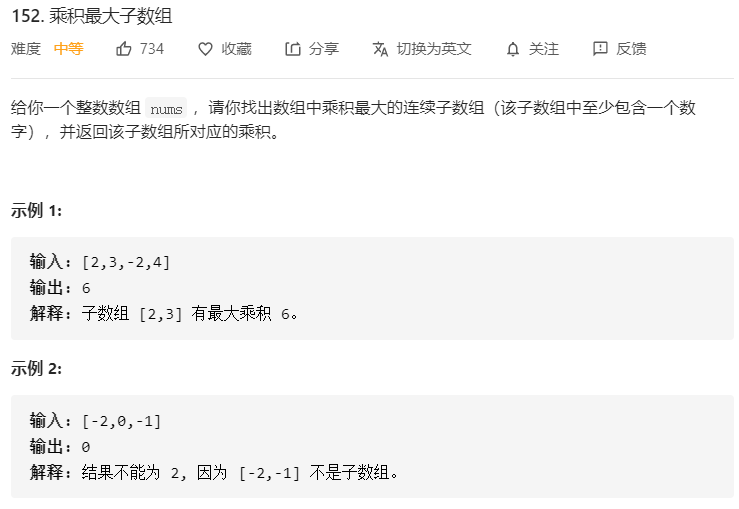 152. 乘积最大子数组
难度 中等 734 收藏 分享 切换为英文 关注 反馈
给你一个整数数组 nums ，请你找出数组中乘积最大的连续子数组（该子数组中至少包含一个数
字），并返回该子数组所对应的乘积。
示例 1:
输入: [2,3,-2,4]
输出: 6
解释: 子数组 [2,3] 有最大乘积 6。
示例 2:
输入: [-2,0,-1]
输出: 0
解释: 结果不能为 2, 因为 [-2,-1] 不是子数组。